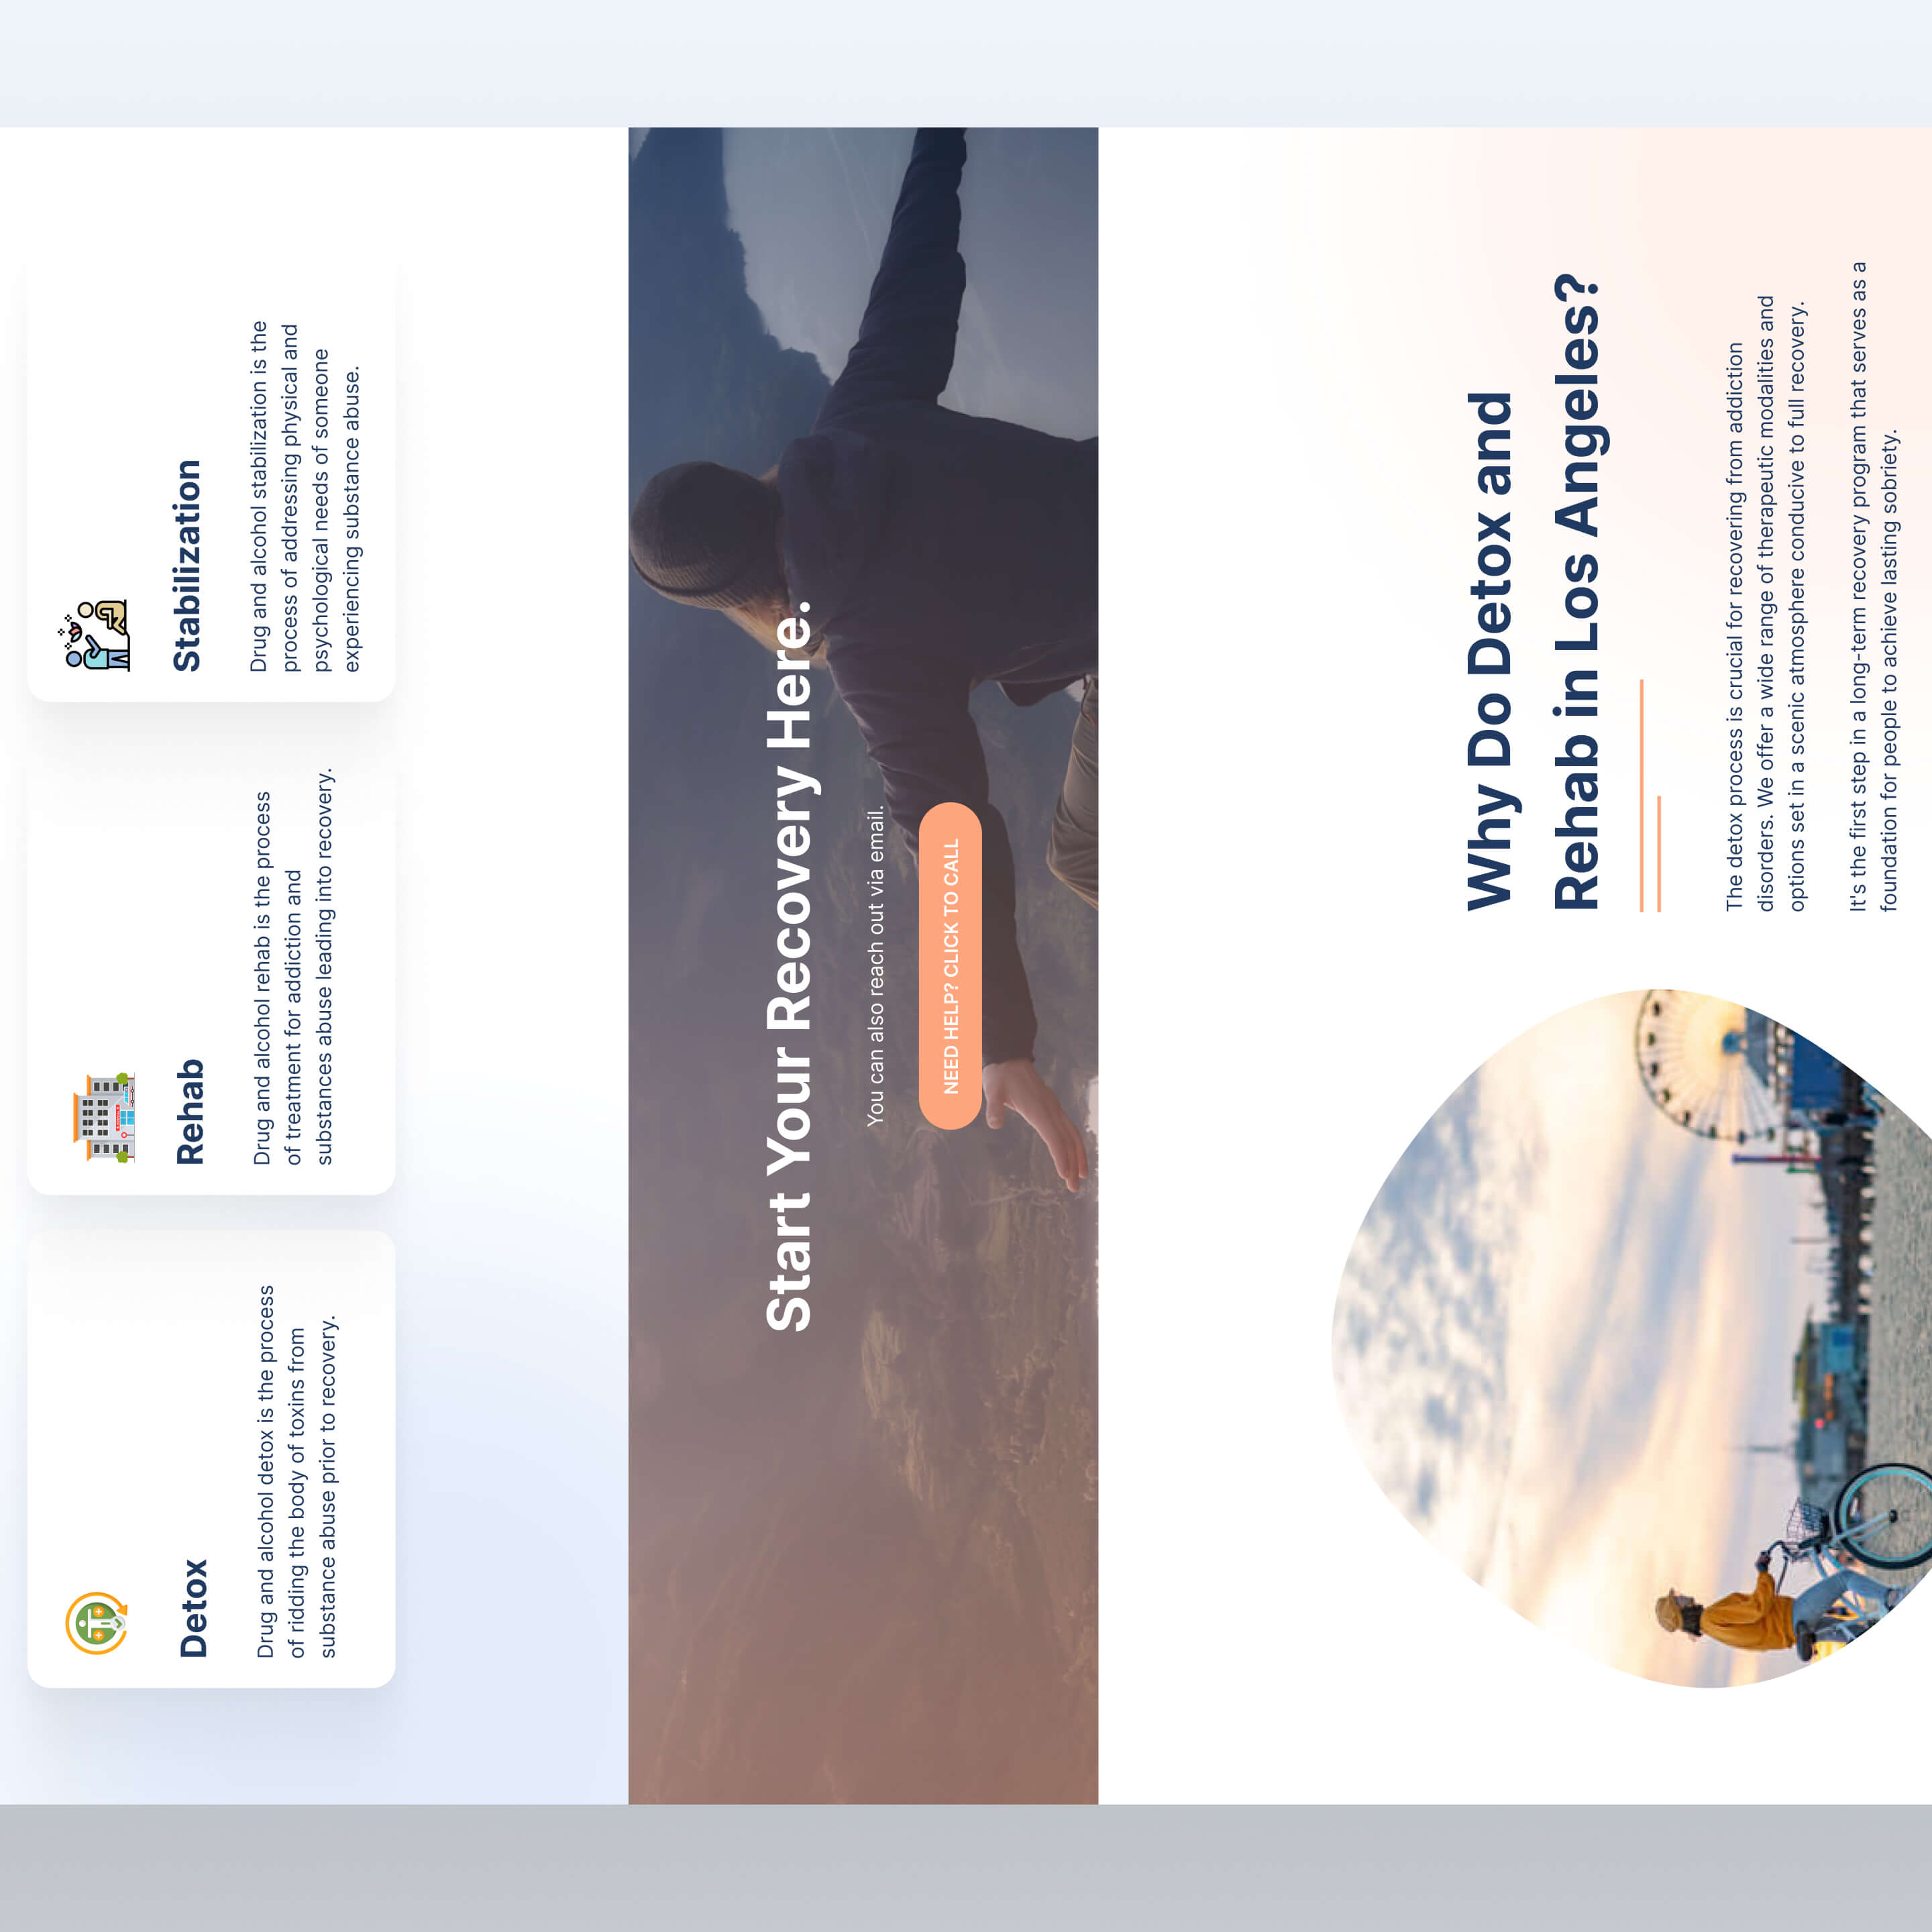 Detox
Drug and alcohol detox is the process
of ridding the body of toxins from
substance abuse prior to recovery.
Rehab
Drug and alcohol rehab is the process
of treatment for addiction and
substances abuse leading into recovery.
Stabilization
Drug and alcohol stabilization is the
process of addressing physical and
psychological needs of someone
experiencing substance abuse.
Start Your Recovery Here.
You can also reach out via email.
NEED HELP? CLICK TO CALL
Why Do Detox and
Rehab in Los Angeles?
The detox process is crucial for recovering from addiction
disorders. We offer a wide range of therapeutic modalities and
options set in a scenic atmosphere conducive to full recovery.
It's the first step in a long-term recovery program that serves as a
foundation for people to achieve lasting sobriety.